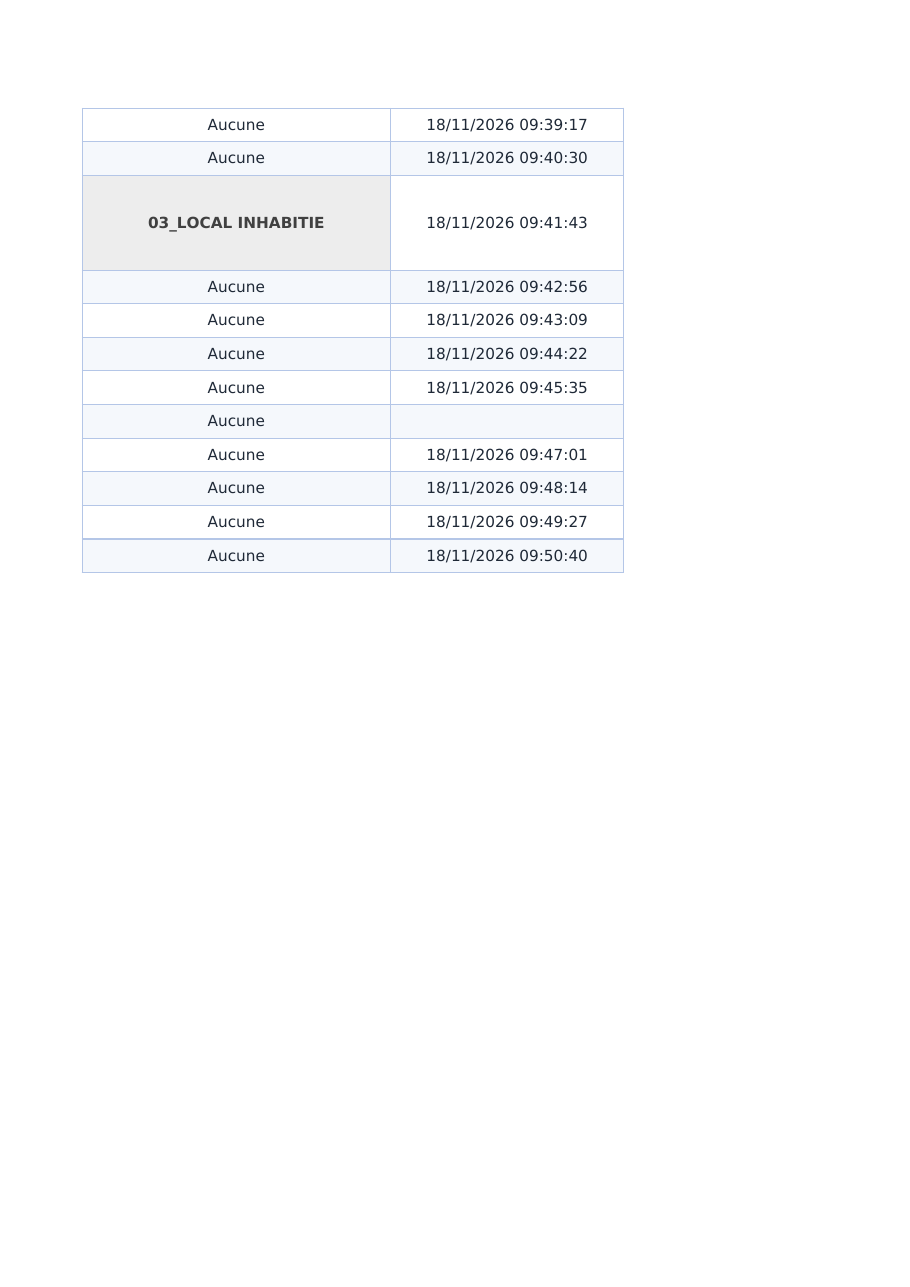 Aucune 18/11/2026 09:39:17
Aucune 18/11/2026 09:40:30
03_LOCAL INHABITIE 18/11/2026 09:41:43
Aucune 18/11/2026 09:42:56
Aucune 18/11/2026 09:43:09
Aucune 18/11/2026 09:44:22
Aucune 18/11/2026 09:45:35
Aucune
Aucune 18/11/2026 09:47:01
Aucune 18/11/2026 09:48:14
Aucune 18/11/2026 09:49:27
Aucune 18/11/2026 09:50:40